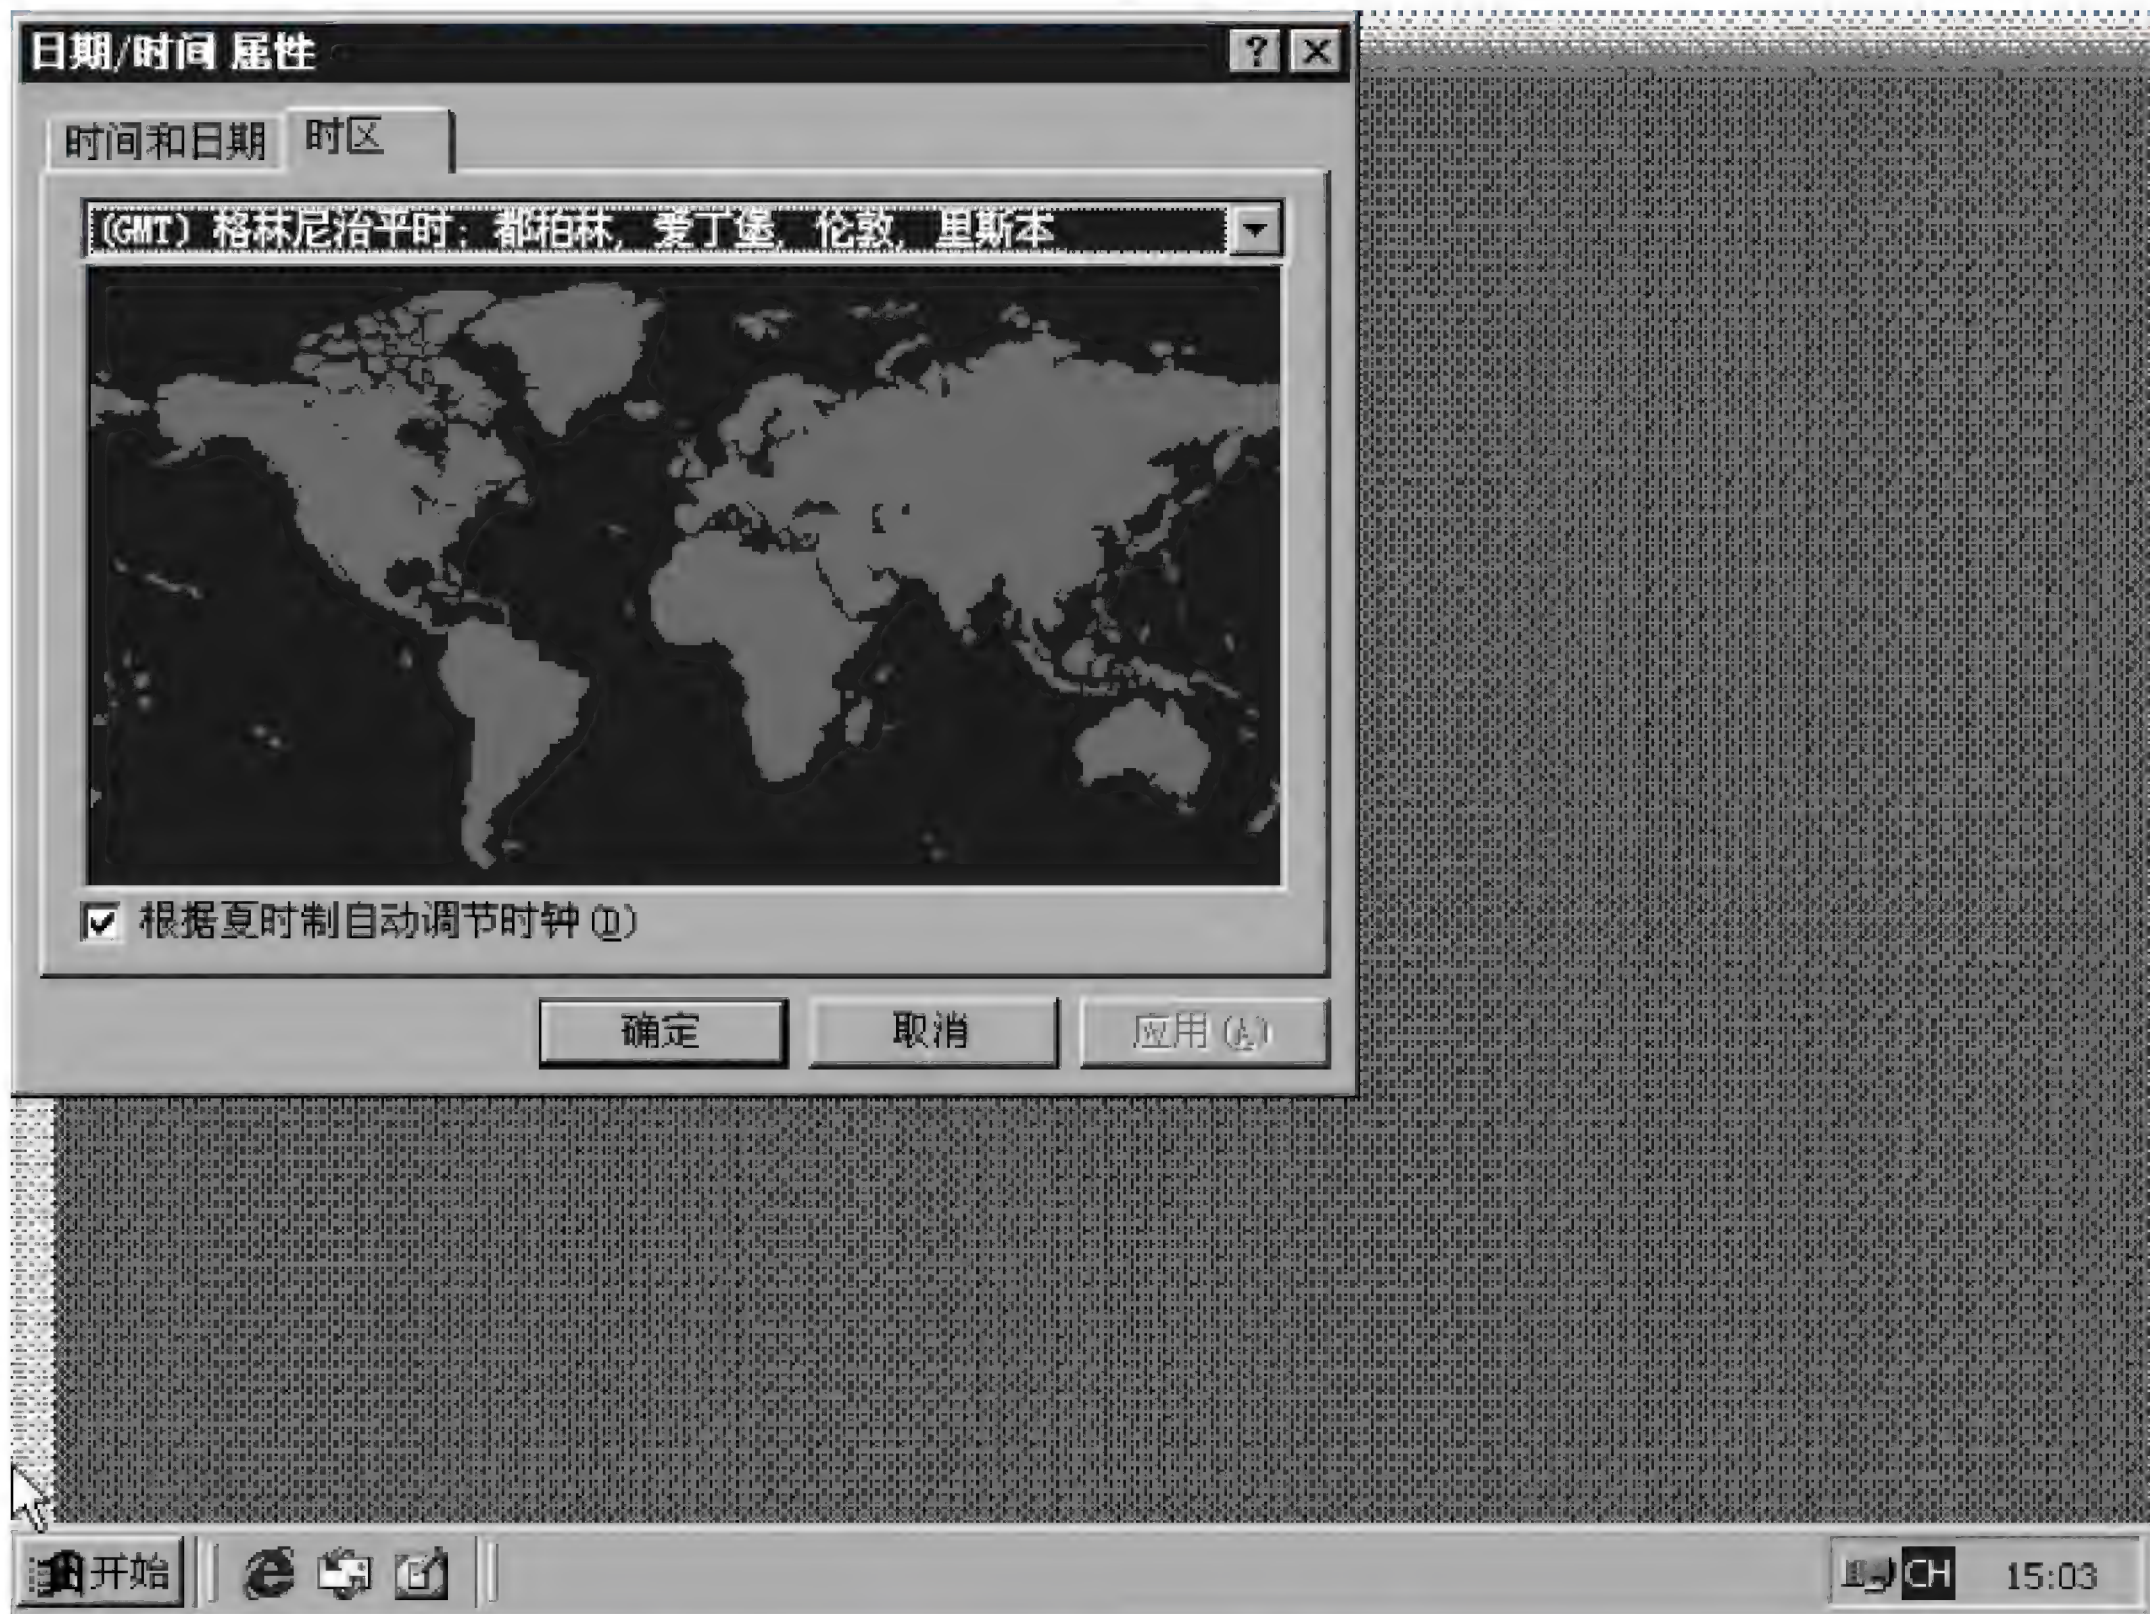 日期/时间 属性
时间和日期 时区
(GMT) 格林尼治平时; 都柏林, 爱丁堡, 伦敦, 里斯本
根据夏时制自动调节时钟(D)
确定 取消 应用(A)
开始 CH 15:03